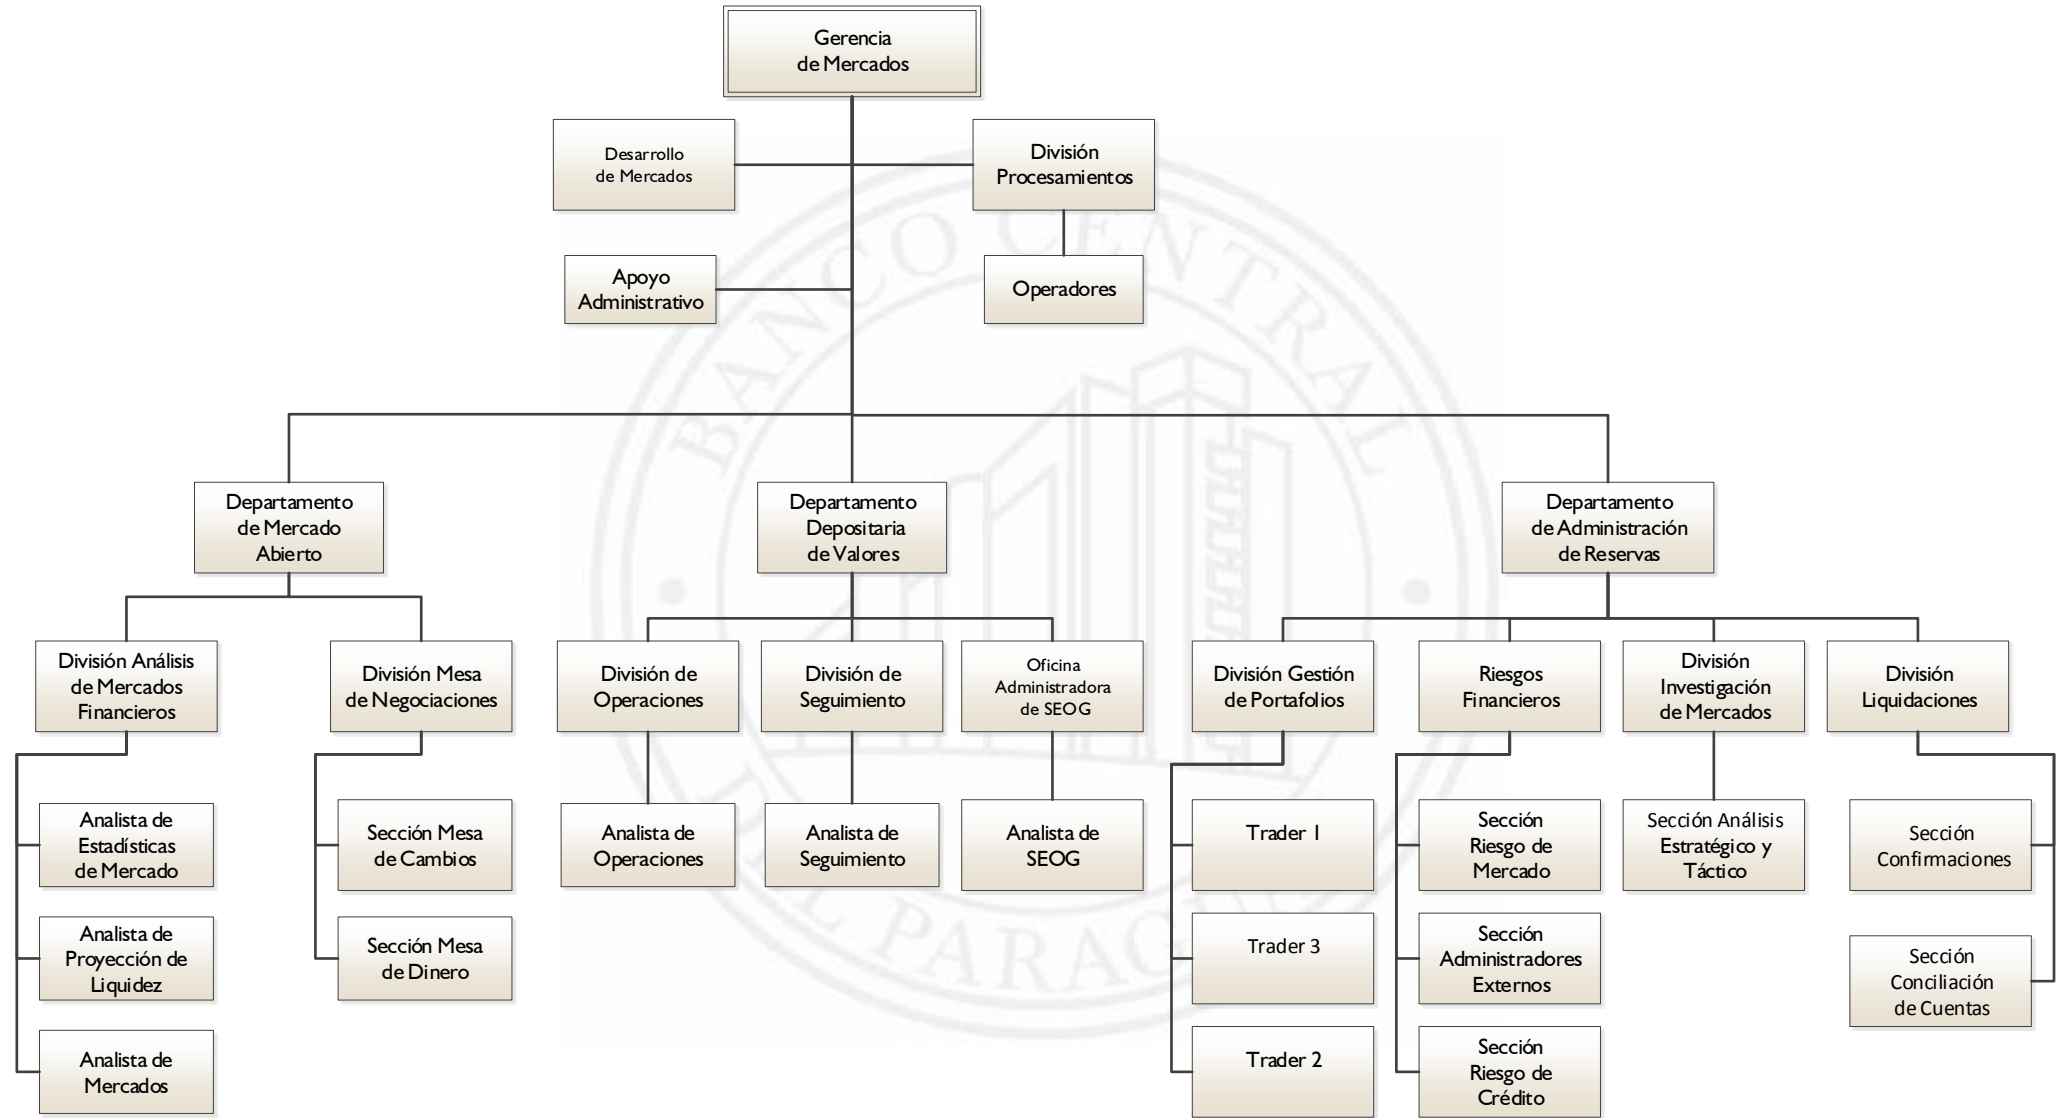 Gerencia
de Mercados
Desarrollo
de Mercados
División
Procesamientos
Apoyo
Administrativo
Operadores
Departamento
de Mercado
Abierto
Departamento
Depositaria
de Valores
Departamento
de Administración
de Reservas
División Análisis
de Mercados
Financieros
División Mesa
de Negociaciones
División de
Operaciones
División de
Seguimiento
Oficina
Administradora
de SEOG
División Gestión
de Portafolios
Riesgos
Financieros
División
Investigación
de Mercados
División
Liquidaciones
Analista de
Estadísticas
de Mercado
Sección Mesa
de Cambios
Analista de
Operaciones
Analista de
Seguimiento
Analista de
SEOG
Trader 1
Sección
Riesgo de
Mercado
Sección Análisis
Estratégico y
Táctico
Sección
Confirmaciones
Analista de
Proyección de
Liquidez
Sección Mesa
de Dinero
Trader 3
Sección
Administradores
Externos
Sección
Conciliación
de Cuentas
Analista de
Mercados
Trader 2
Sección
Riesgo de
Crédito
BANCO CENTRAL
DEL PARAGUAY